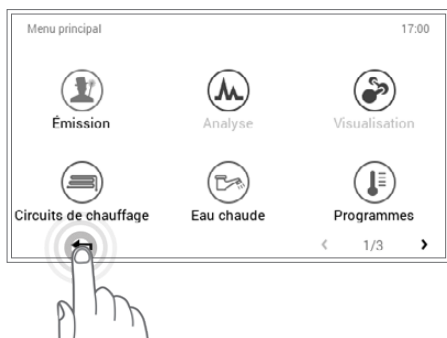 Menu principal 17:00
Émission Analyse Visualisation
Circuits de chauffage Eau chaude Programmes
1/3